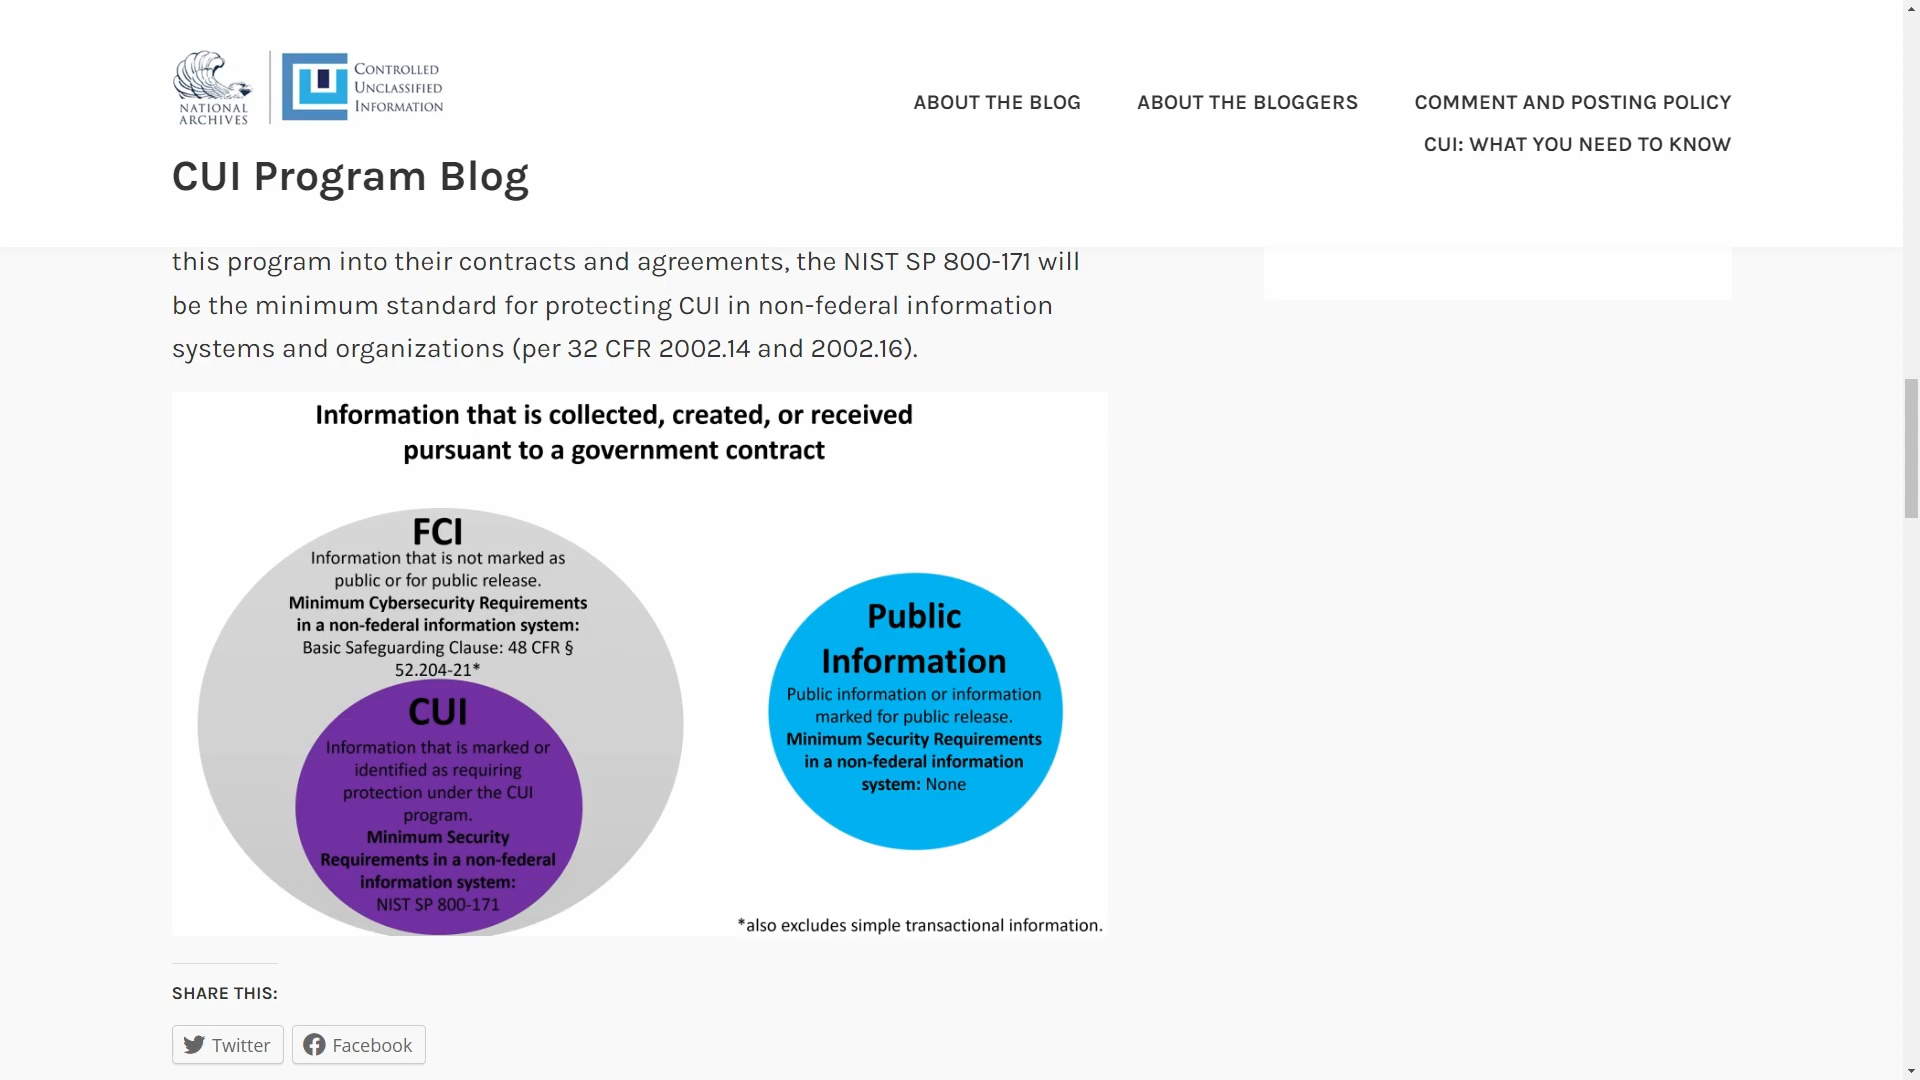 NATIONAL
ARCHIVES
CONTROLLED
UNCLASSIFIED
INFORMATION
CUI Program Blog
ABOUT THE BLOG
ABOUT THE BLOGGERS
COMMENT AND POSTING POLICY
CUI: WHAT YOU NEED TO KNOW
this program into their contracts and agreements, the NIST SP 800-171 will
be the minimum standard for protecting CUI in non-federal information
systems and organizations (per 32 CFR 2002.14 and 2002.16).
Information that is collected, created, or received
pursuant to a government contract
FCI
Information that is not marked as
public or for public release.
Minimum Cybersecurity Requirements
in a non-federal information system:
Basic Safeguarding Clause: 48 CFR §
52.204-21*
CUI
Information that is marked or
identified as requiring
protection under the CUI
program.
Minimum Security
Requirements in a non-federal
information system:
NIST SP 800-171
Public
Information
Public information or information
marked for public release.
Minimum Security Requirements
in a non-federal information
system: None
*also excludes simple transactional information.
SHARE THIS:
Twitter
Facebook